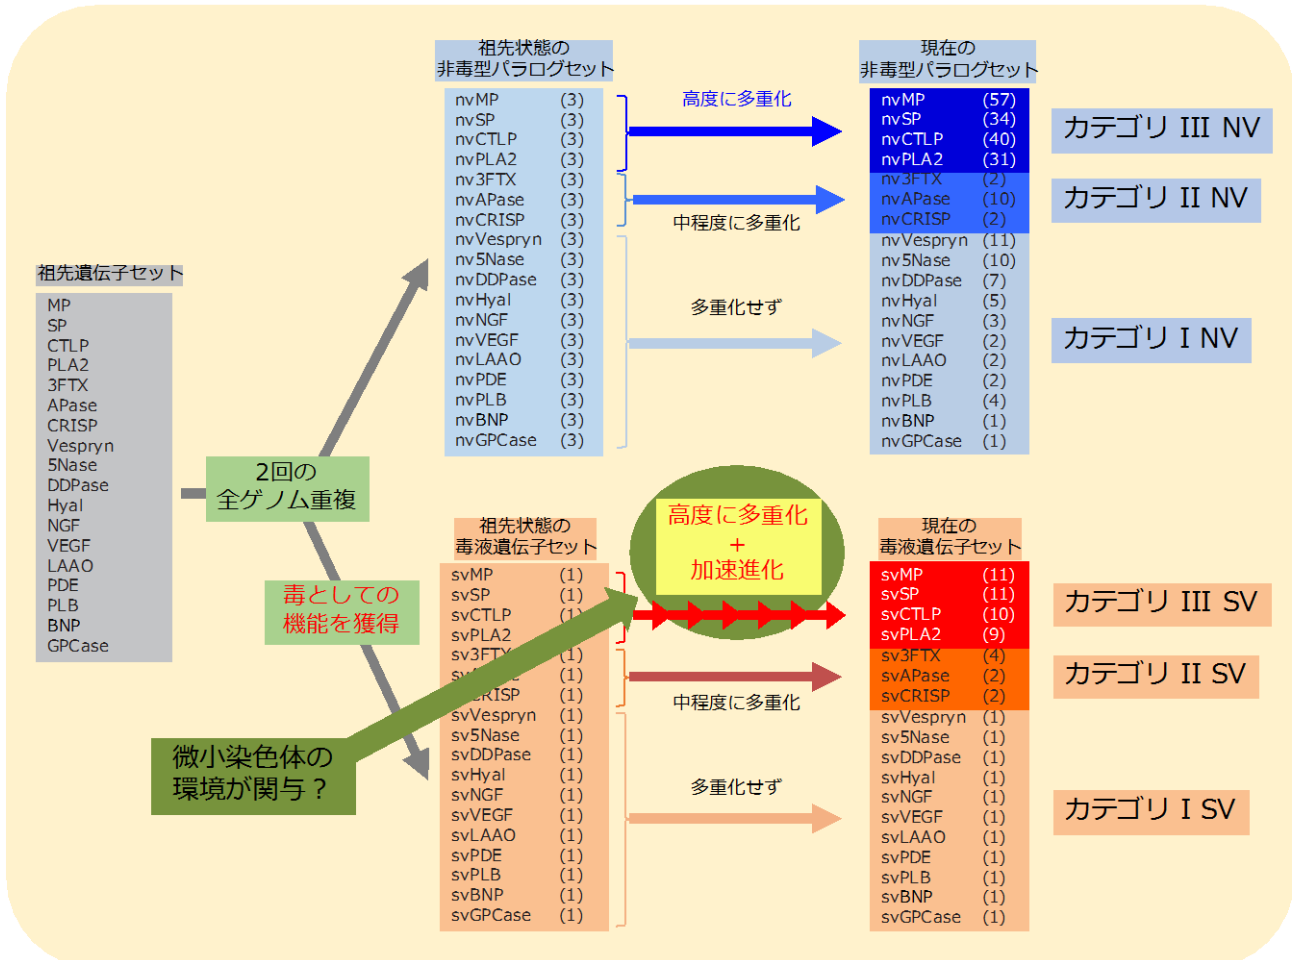 祖先遺伝子セット
MP
SP
CTLP
PLA2
3FTX
APase
CRISP
Vespryn
5Nase
DDPase
Hyal
NGF
VEGF
LAAO
PDE
PLB
BNP
GPCase
2回の
全ゲノム重複
毒としての
機能を獲得
微小染色体の
環境が関与？
祖先状態の
非毒型パラログセット
nvMP (3)
nvSP (3)
nvCTLP (3)
nvPLA2 (3)
nv3FTX (3)
nvAPase (3)
nvCRISP (3)
nvVespryn (3)
nv5Nase (3)
nvDDPase (3)
nvHyal (3)
nvNGF (3)
nvVEGF (3)
nvLAAO (3)
nvPDE (3)
nvPLB (3)
nvBNP (3)
nvGPCase (3)
高度に多重化
中程度に多重化
多重化せず
現在の
非毒型パラログセット
nvMP (57)
nvSP (34)
nvCTLP (40)
nvPLA2 (31)
nv3FTX (2)
nvAPase (10)
nvCRISP (2)
nvVespryn (11)
nv5Nase (10)
nvDDPase (7)
nvHyal (5)
nvNGF (3)
nvVEGF (2)
nvLAAO (2)
nvPDE (2)
nvPLB (4)
nvBNP (1)
nvGPCase (1)
カテゴリ III NV
カテゴリ II NV
カテゴリ I NV
祖先状態の
毒液遺伝子セット
svMP (1)
svSP (1)
svCTLP (1)
svPLA2
sv3FTX (1)
(1)
CRISP (1)
svVespryn (1)
sv5Nase (1)
svDDPase (1)
svHyal (1)
svNGF (1)
svVEGF (1)
svLAAO (1)
svPDE (1)
svPLB (1)
svBNP (1)
svGPCase (1)
高度に多重化
+
加速進化
中程度に多重化
多重化せず
現在の
毒液遺伝子セット
svMP (11)
svSP (11)
svCTLP (10)
svPLA2 (9)
sv3FTX (4)
svAPase (2)
svCRISP (2)
svVespryn (1)
sv5Nase (1)
svDDPase (1)
svHyal (1)
svNGF (1)
svVEGF (1)
svLAAO (1)
svPDE (1)
svPLB (1)
svBNP (1)
svGPCase (1)
カテゴリ III SV
カテゴリ II SV
カテゴリ I SV